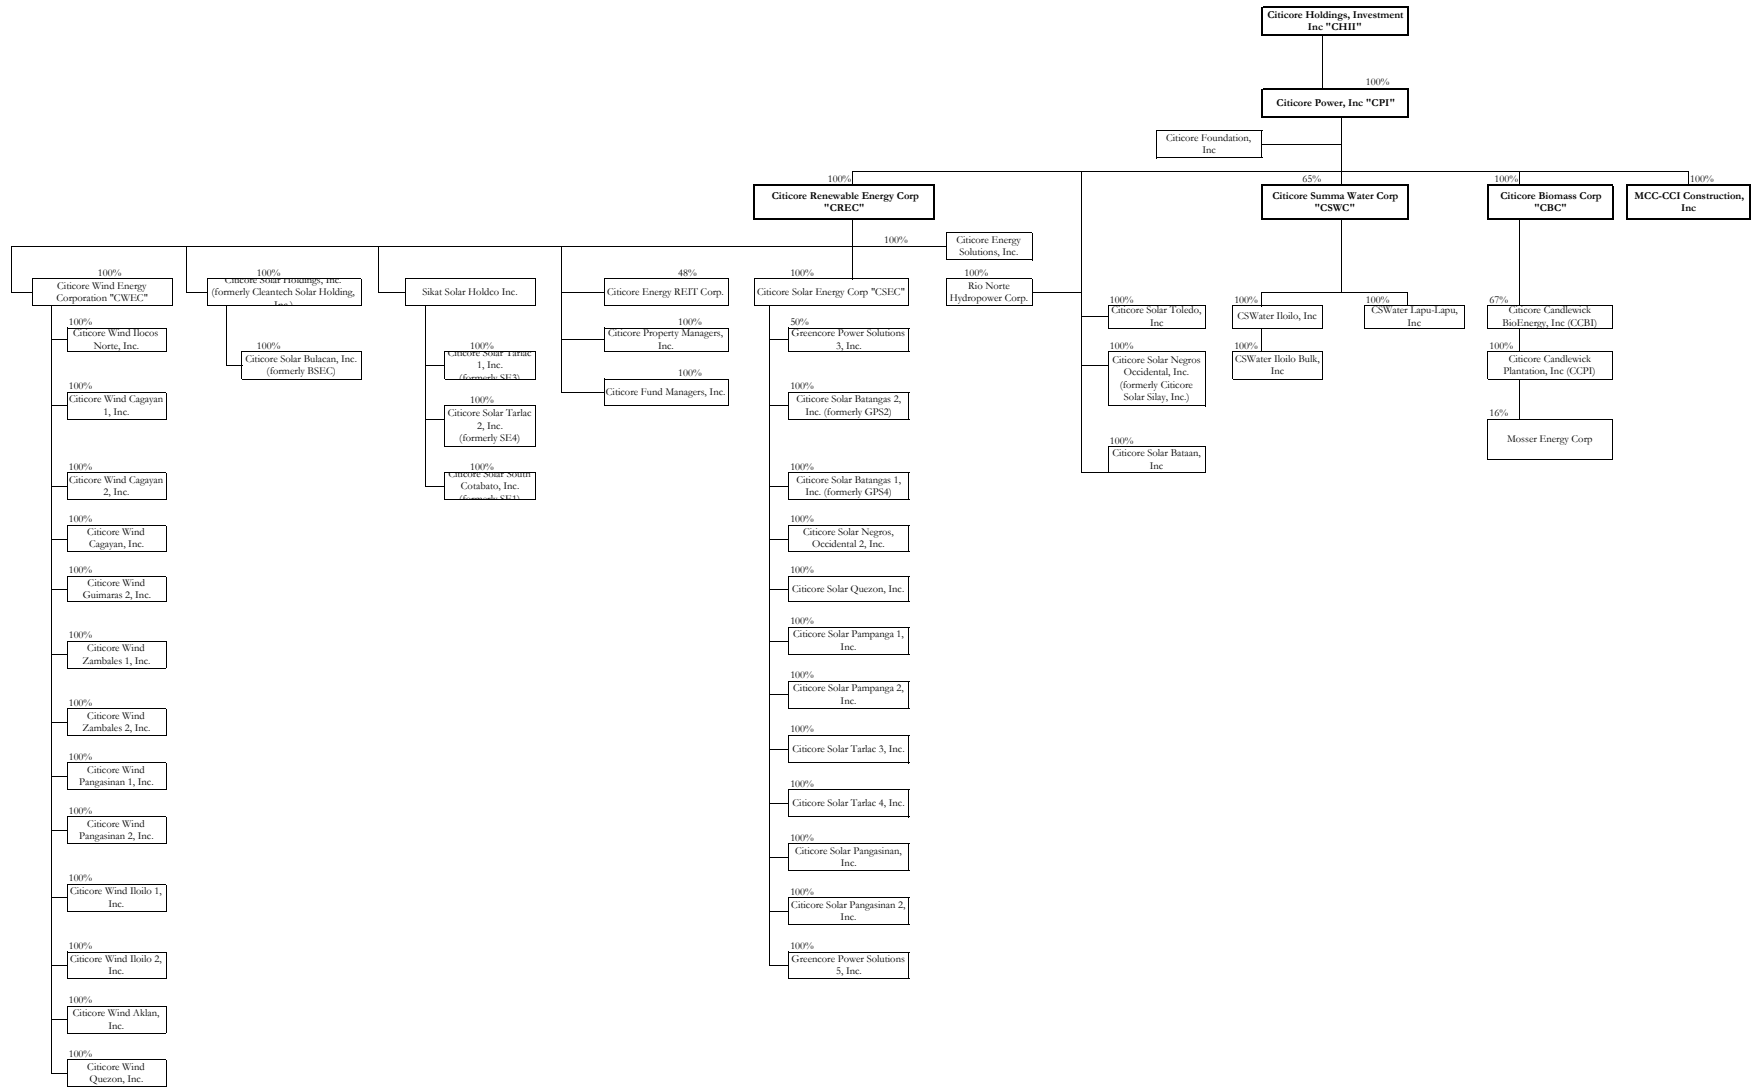 Citicore Holdings, Investment
Inc "CHII"
100%
Citicore Power, Inc "CPI"
Citicore Foundation,
Inc
100%
Citicore Renewable Energy Corp
"CREC"
65%
Citicore Summa Water Corp
"CSWC"
100%
Citicore Biomass Corp
"CBC"
100%
MCC-CCI Construction,
Inc
100%
Citicore Energy
Solutions, Inc.
100%
Citicore Wind Energy
Corporation "CWEC"
100%
Citicore Solar Holdings, Inc.
(formerly Cleantech Solar Holding,
Inc.)
Sikat Solar Holdco Inc.
48%
Citicore Energy REIT Corp.
100%
Citicore Solar Energy Corp "CSEC"
100%
Rio Norte
Hydropower Corp.
100%
Citicore Wind Ilocos
Norte, Inc.
100%
Citicore Wind Cagayan
1, Inc.
100%
Citicore Wind Cagayan
2, Inc.
100%
Citicore Wind
Cagayan, Inc.
100%
Citicore Wind
Guimaras 2, Inc.
100%
Citicore Wind
Zambales 1, Inc.
100%
Citicore Wind
Zambales 2, Inc.
100%
Citicore Wind
Pangasinan 1, Inc.
100%
Citicore Wind
Pangasinan 2, Inc.
100%
Citicore Wind Iloilo 1,
Inc.
100%
Citicore Wind Iloilo 2,
Inc.
100%
Citicore Wind Aklan,
Inc.
100%
Citicore Wind
Quezon, Inc.
100%
Citicore Solar Bulacan, Inc.
(formerly BSEC)
100%
Citicore Solar Tarlac
1, Inc.
(formerly SE3)
100%
Citicore Solar Tarlac
2, Inc.
(formerly SE4)
100%
Citicore Solar South
Cotabato, Inc.
(formerly SE1)
100%
Citicore Property Managers,
Inc.
100%
Citicore Fund Managers, Inc.
50%
Greencore Power Solutions
3, Inc.
100%
Citicore Solar Batangas 2,
Inc. (formerly GPS2)
100%
Citicore Solar Batangas 1,
Inc. (formerly GPS4)
100%
Citicore Solar Negros,
Occidental 2, Inc.
100%
Citicore Solar Quezon, Inc.
100%
Citicore Solar Pampanga 1,
Inc.
100%
Citicore Solar Pampanga 2,
Inc.
100%
Citicore Solar Tarlac 3, Inc.
100%
Citicore Solar Tarlac 4, Inc.
100%
Citicore Solar Pangasinan,
Inc.
100%
Citicore Solar Pangasinan 2,
Inc.
100%
Greencore Power Solutions
5, Inc.
100%
Citicore Solar Toledo,
Inc
100%
Citicore Solar Negros
Occidental, Inc.
(formerly Citicore
Solar Silay, Inc.)
100%
Citicore Solar Bataan,
Inc
100%
CSWater Iloilo, Inc
100%
CSWater Iloilo Bulk,
Inc
100%
CSWater Lapu-Lapu,
Inc
67%
Citicore Candlewick
BioEnergy, Inc (CCBI)
100%
Citicore Candlewick
Plantation, Inc (CCPI)
16%
Mosser Energy Corp